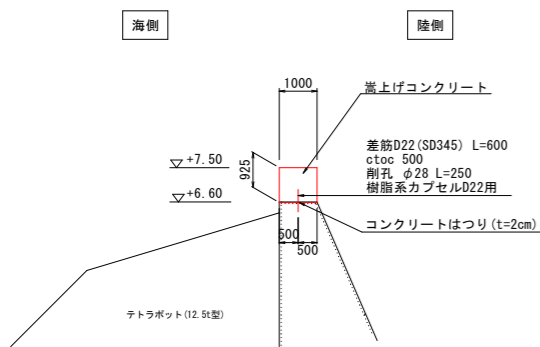 海側
陸側
1000
嵩上げコンクリート
差筋D22(SD345) L=600
ctoc 500
削孔 φ28 L=250
樹脂系カプセルD22用
+7.50
925
+6.60
コンクリートはつり(t=2cm)
500
500
テトラポット(12.5t型)